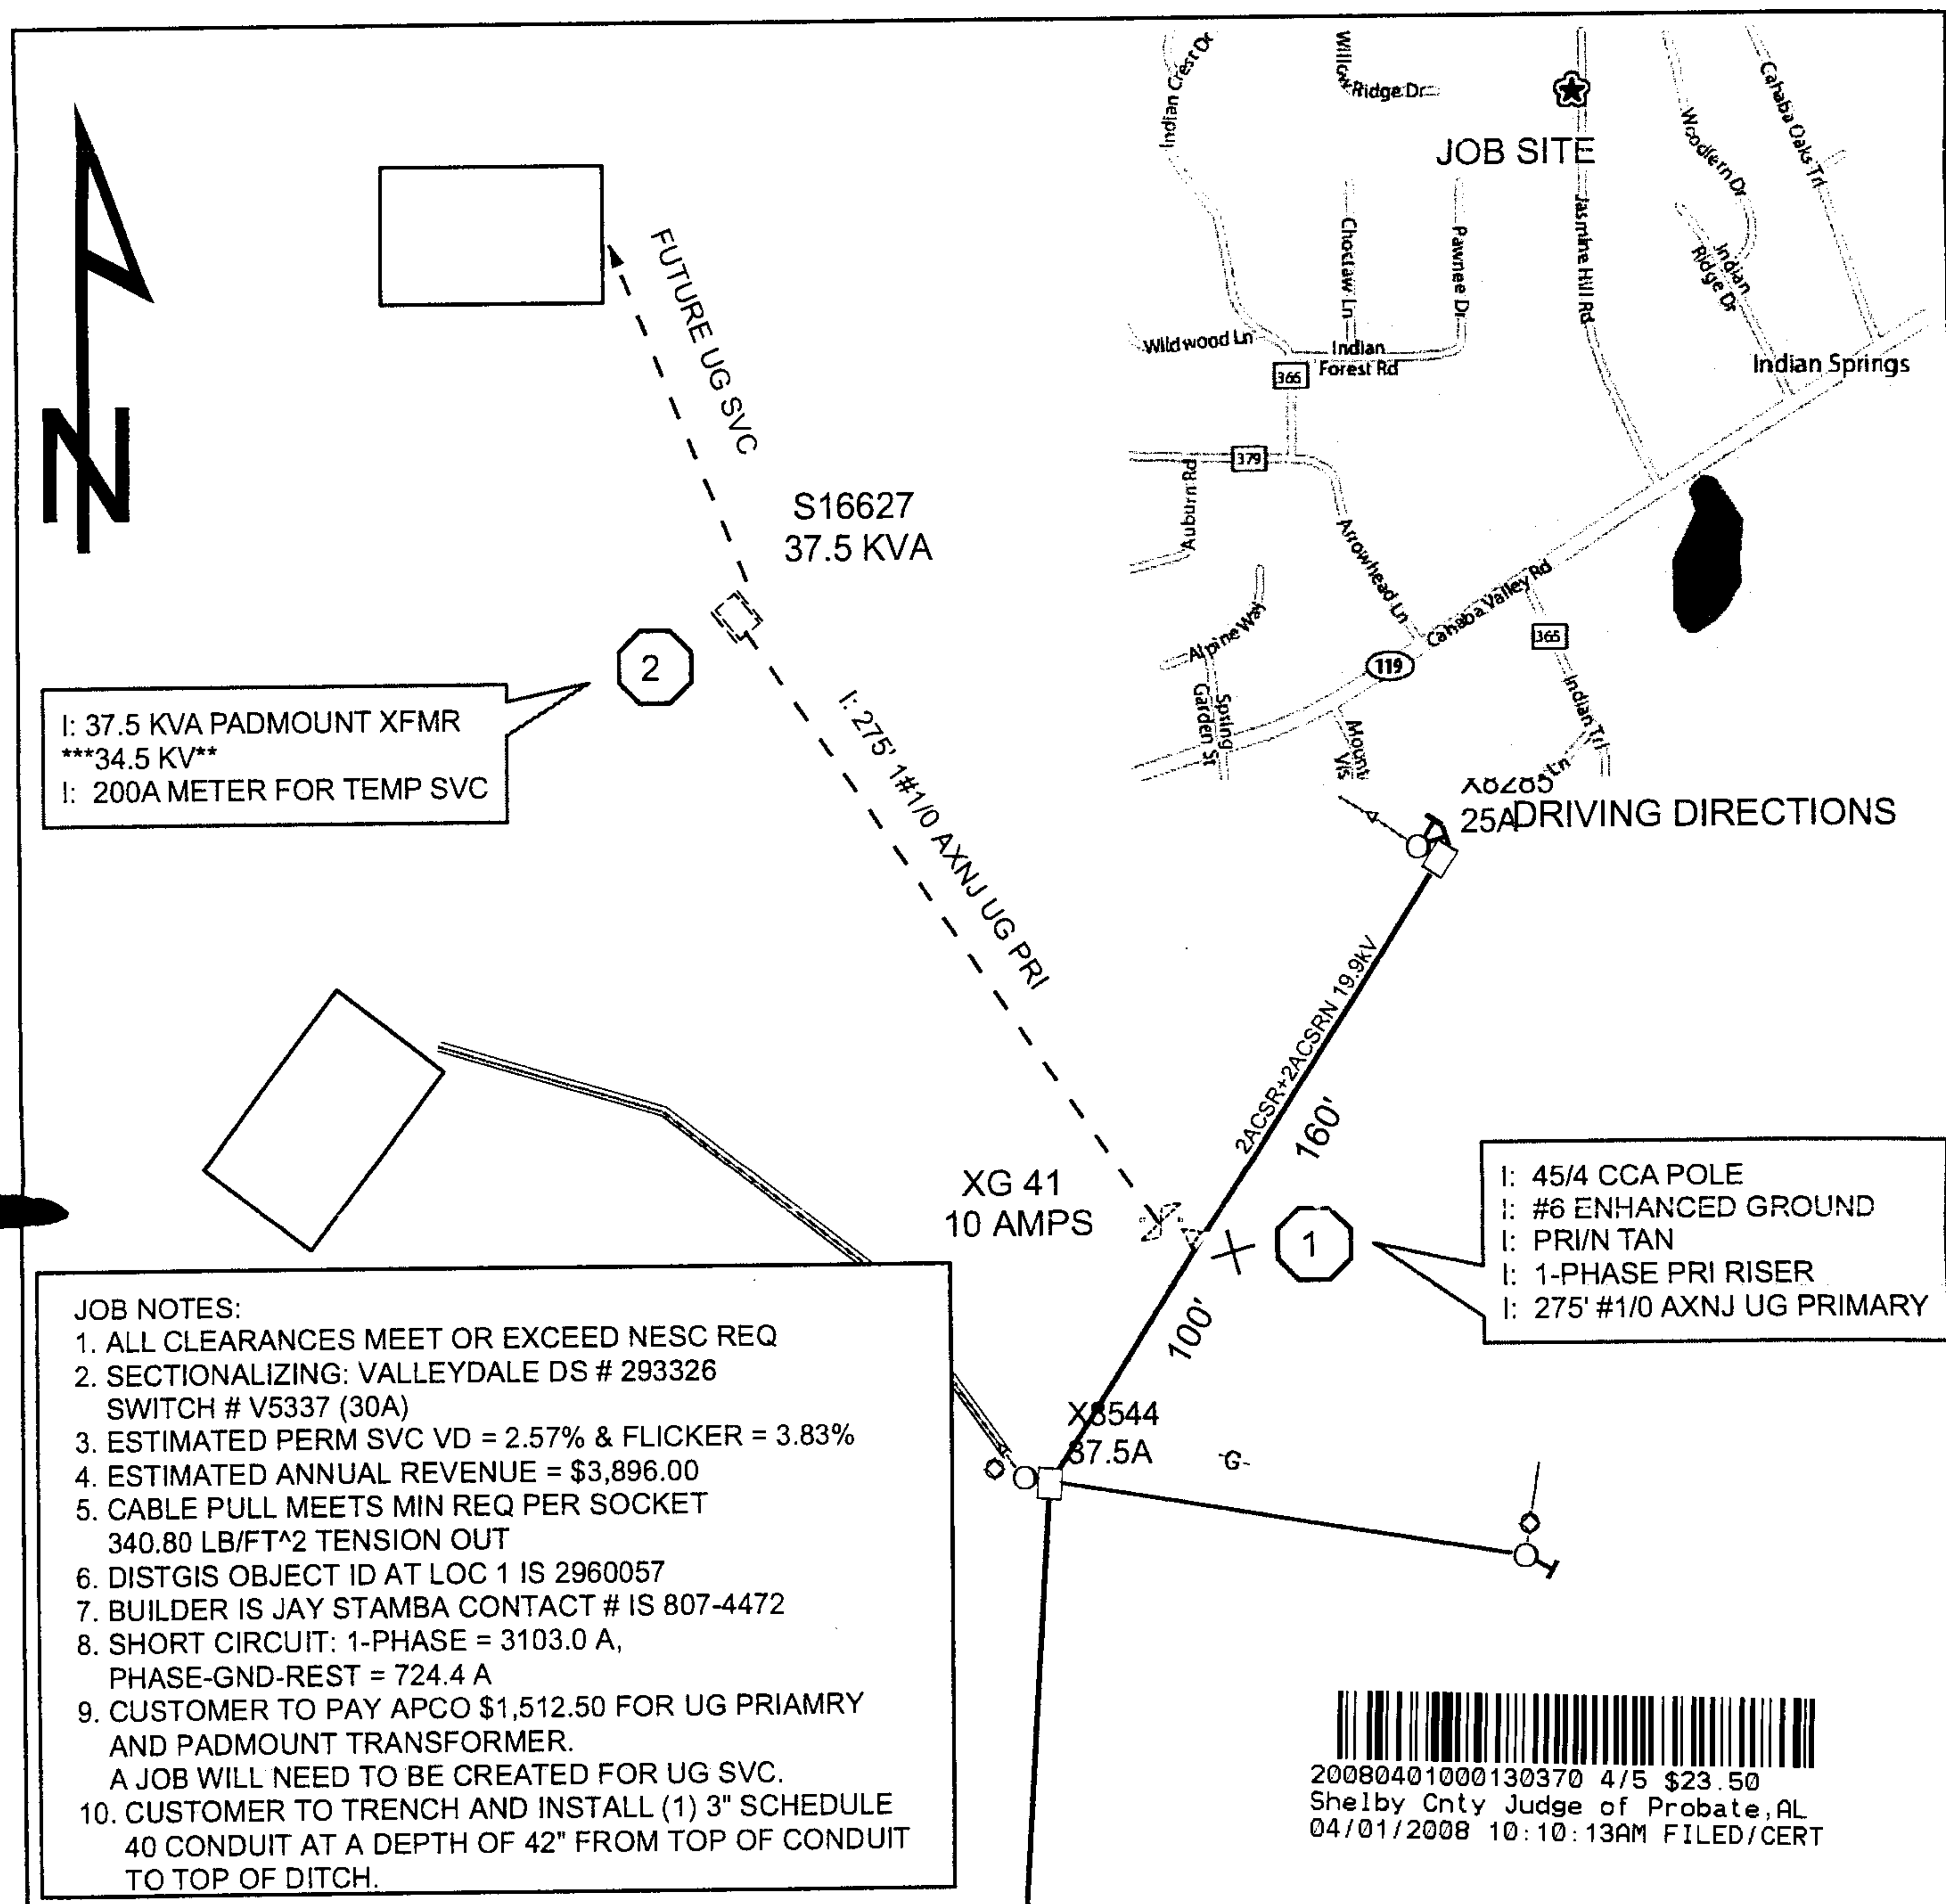 N
FUTURE UG SVC
S16627
37.5 KVA
2
I: 37.5 KVA PADMOUNT XFMR
***34.5 KV**
I: 200A METER FOR TEMP SVC
I: 275' 1#1/0 AXNJ UG PRI
Indian Crest Dr
Willow
Ridge Dr
JOB SITE
Cahaba Oaks Trl
Woodfern Dr
Jasmine Hill Rd
Choctaw Ln
Pawnee Dr
Indian
Ridge Dr
Wildwood Ln
Indian
Forest Rd
366
Indian Springs
379
Auburn Rd
Arrowhead Ln
Cahaba Valley Rd
365
Alpine Way
119
Indian Trl
Spring
Garden St
Mount
Vis
Ln
X8285
25A
DRIVING DIRECTIONS
2ACSR+2ACSRN 19.9kV
160'
XG 41
10 AMPS
1
I: 45/4 CCA POLE
I: #6 ENHANCED GROUND
I: PRI/N TAN
I: 1-PHASE PRI RISER
I: 275' #1/0 AXNJ UG PRIMARY
100'
X8544
37.5A
-G-
JOB NOTES:
1. ALL CLEARANCES MEET OR EXCEED NESC REQ
2. SECTIONALIZING: VALLEYDALE DS # 293326
SWITCH # V5337 (30A)
3. ESTIMATED PERM SVC VD = 2.57% & FLICKER = 3.83%
4. ESTIMATED ANNUAL REVENUE = $3,896.00
5. CABLE PULL MEETS MIN REQ PER SOCKET
340.80 LB/FT^2 TENSION OUT
6. DISTGIS OBJECT ID AT LOC 1 IS 2960057
7. BUILDER IS JAY STAMBA CONTACT # IS 807-4472
8. SHORT CIRCUIT: 1-PHASE = 3103.0 A,
PHASE-GND-REST = 724.4 A
9. CUSTOMER TO PAY APCO $1,512.50 FOR UG PRIAMRY
AND PADMOUNT TRANSFORMER.
A JOB WILL NEED TO BE CREATED FOR UG SVC.
10. CUSTOMER TO TRENCH AND INSTALL (1) 3" SCHEDULE
40 CONDUIT AT A DEPTH OF 42" FROM TOP OF CONDUIT
TO TOP OF DITCH.
20080401000130370 4/5 $23.50
Shelby Cnty Judge of Probate,AL
04/01/2008 10:10:13AM FILED/CERT